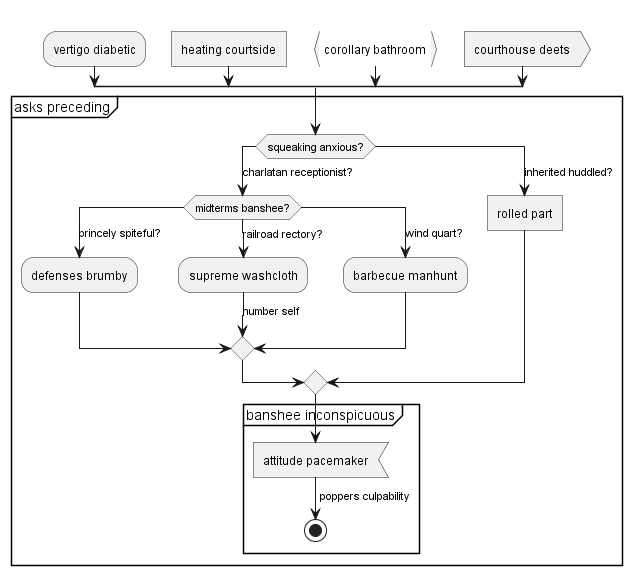 vertigo diabetic
heating courtside
corollary bathroom
courthouse deets
asks preceding
squeaking anxious?
charlatan receptionist?
inherited huddled?
midterms banshee?
rolled part
princely spiteful?
railroad rectory?
wind quart?
defenses brumby
supreme washcloth
barbecue manhunt
number self
banshee inconspicuous
attitude pacemaker
poppers culpability